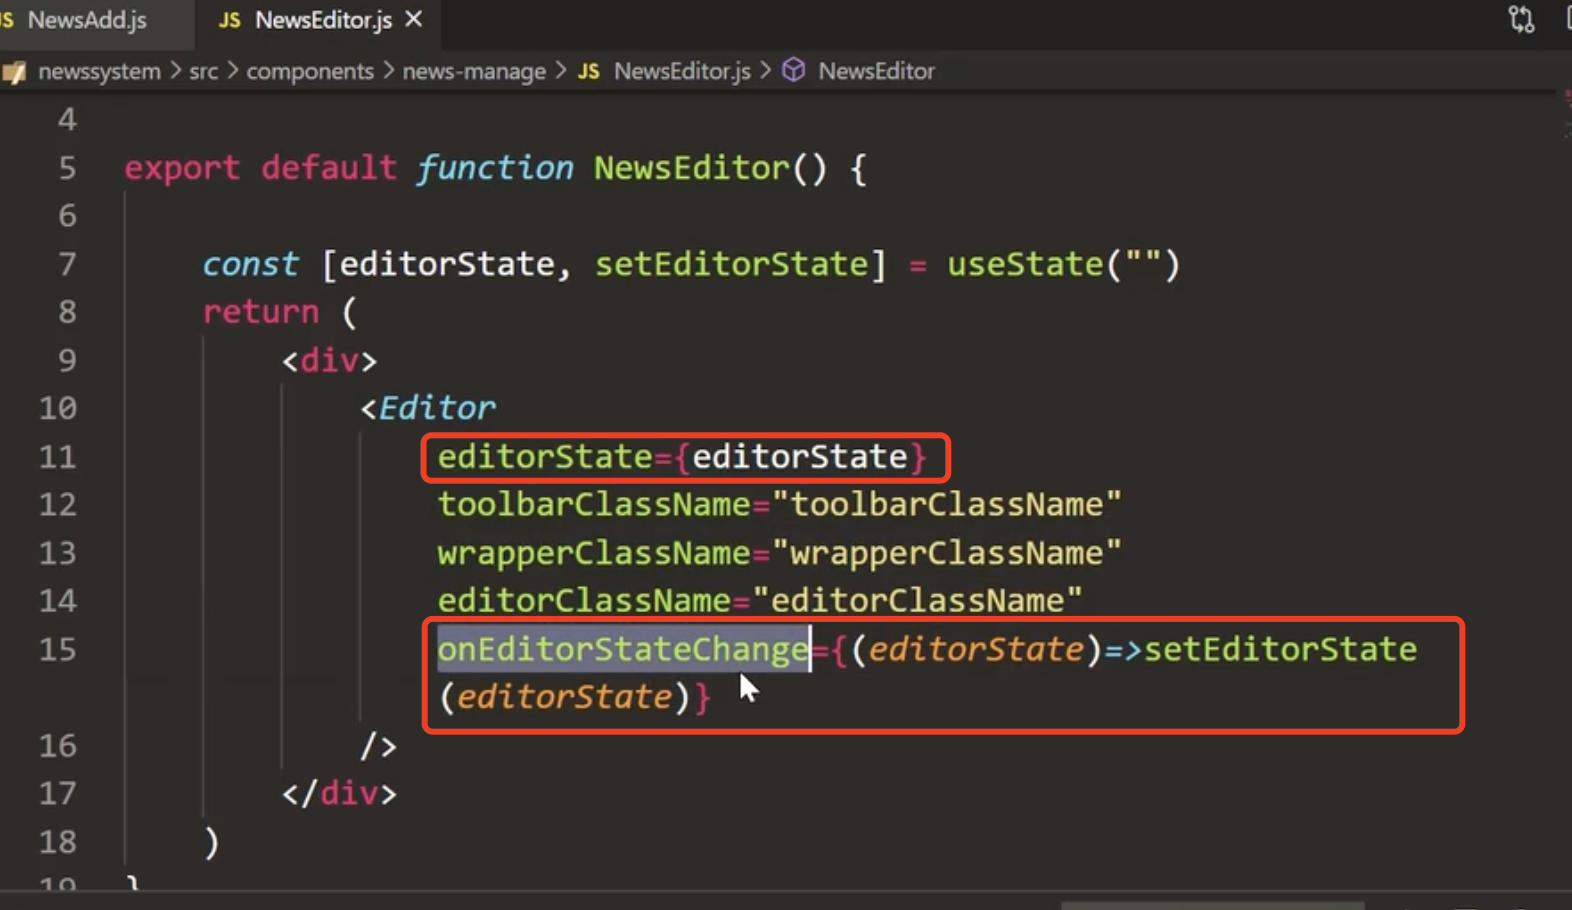 JS NewsAdd.js JS NewsEditor.js ×
newssystem > src > components > news-manage > JS NewsEditor.js > NewsEditor
4
5 export default function NewsEditor() {
6
7 const [editorState, setEditorState] = useState("")
8 return (
9 <div>
10 <Editor
11 editorState={editorState}
12 toolbarClassName="toolbarClassName"
13 wrapperClassName="wrapperClassName"
14 editorClassName="editorClassName"
15 onEditorStateChange={(editorState)=>setEditorState
(editorState)}
16 />
17 </div>
18 )
19 }